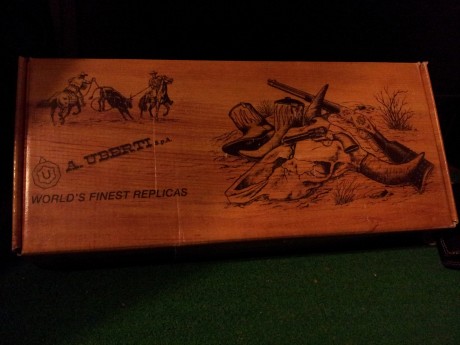 A. UBERTI S.p.A
WORLD'S FINEST REPLICAS